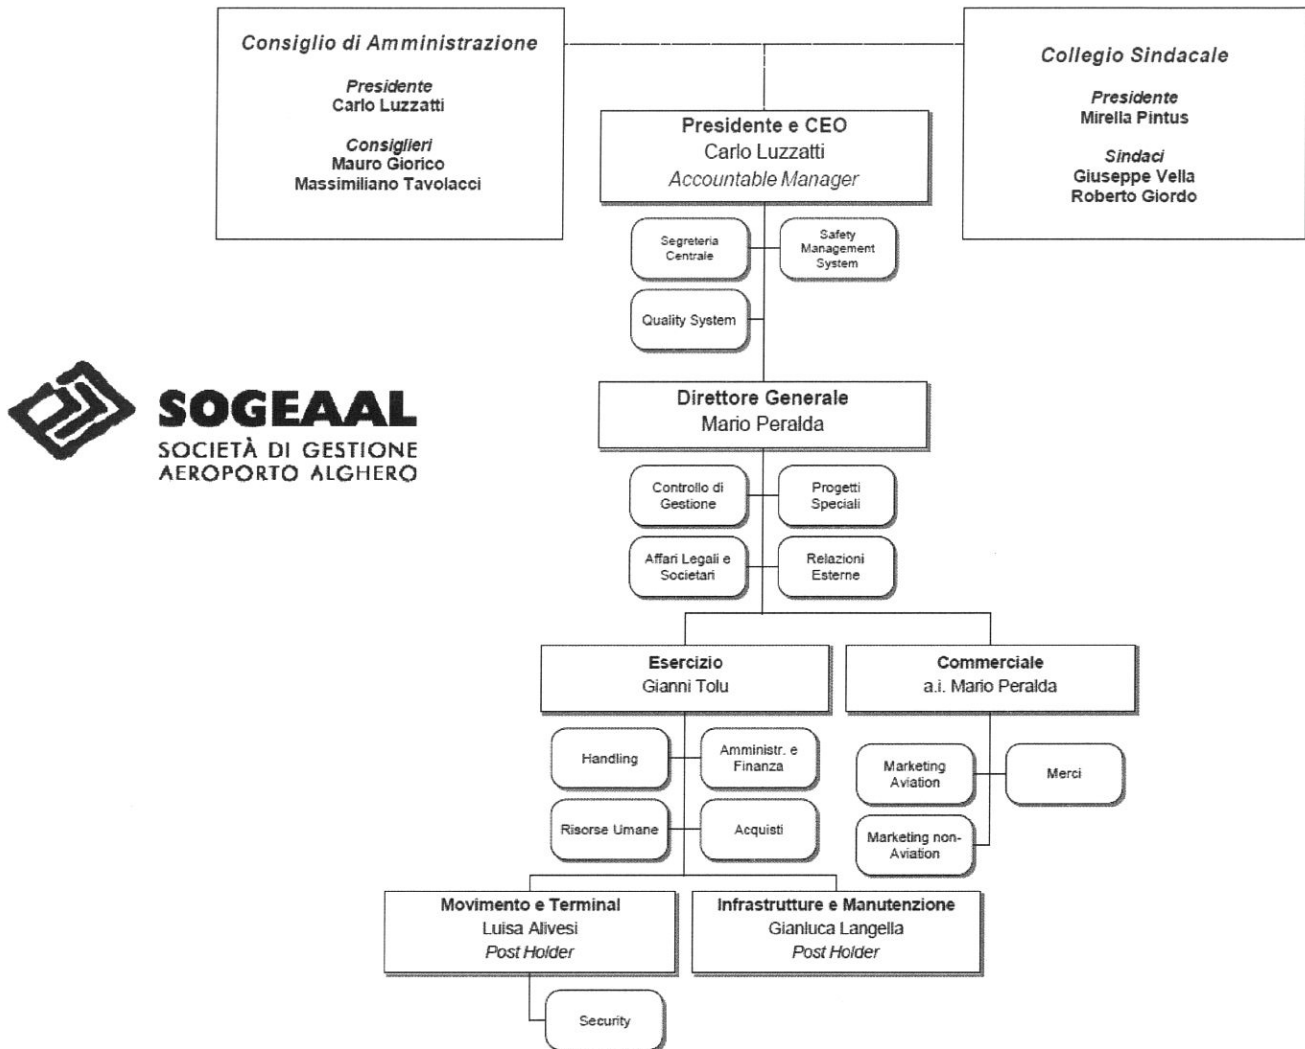 Consiglio di Amministrazione
Presidente
Carlo Luzzatti
Consiglieri
Mauro Giorico
Massimiliano Tavolacci
Collegio Sindacale
Presidente
Mirella Pintus
Sindaci
Giuseppe Vella
Roberto Giordo
Presidente e CEO
Carlo Luzzatti
Accountable Manager
Segreteria
Centrale
Safety
Management
System
Quality System
SOGEAAL
SOCIETÀ DI GESTIONE
AEROPORTO ALGHERO
Direttore Generale
Mario Peralda
Controllo di
Gestione
Progetti
Speciali
Affari Legali e
Societari
Relazioni
Esterne
Esercizio
Gianni Tolu
Commerciale
a.i. Mario Peralda
Handling
Amministr. e
Finanza
Risorse Umane
Acquisti
Marketing
Aviation
Merci
Marketing non-
Aviation
Movimento e Terminal
Luisa Alivesi
Post Holder
Infrastrutture e Manutenzione
Gianluca Langella
Post Holder
Security